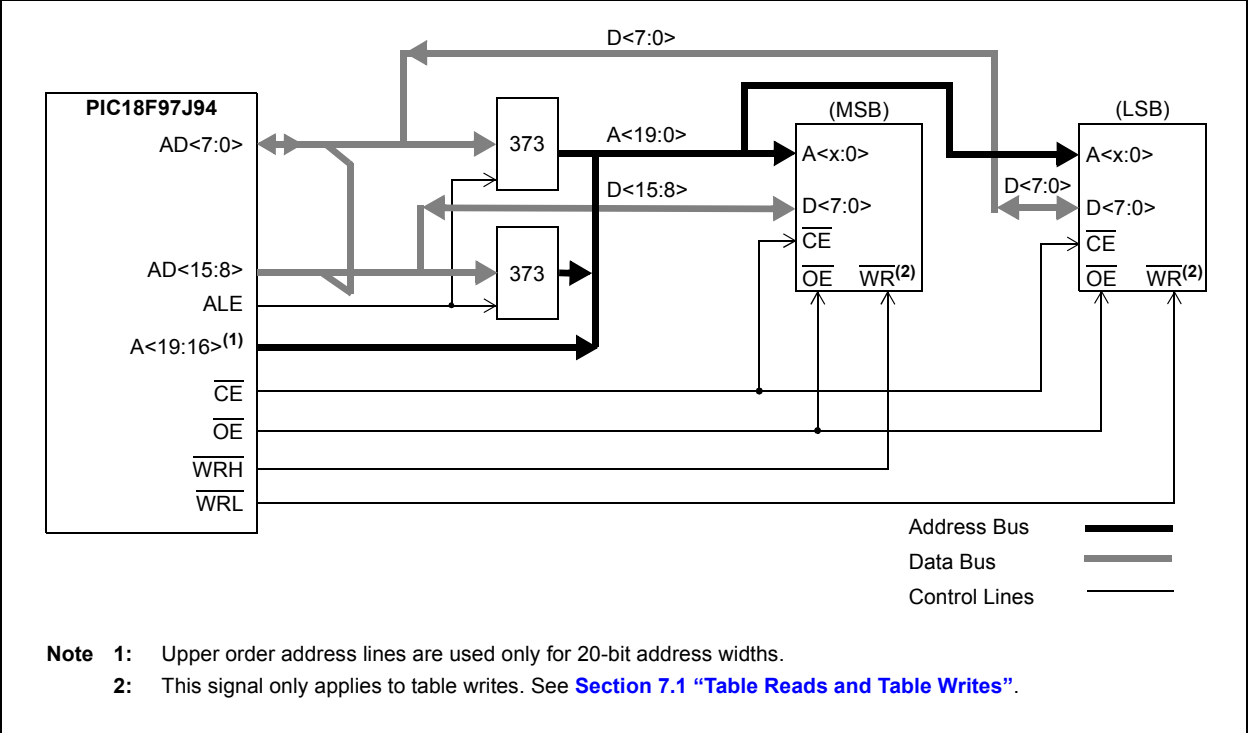 D<7:0>
PIC18F97J94
AD<7:0>
AD<15:8>
ALE
A<19:16>(1)
CE
OE
WRH
WRL
373
373
A<19:0>
D<15:8>
(MSB)
A<x:0>
D<7:0>
CE
OE WR(2)
(LSB)
D<7:0>
A<x:0>
D<7:0>
CE
OE WR(2)
Address Bus
Data Bus
Control Lines
Note 1: Upper order address lines are used only for 20-bit address widths.
2: This signal only applies to table writes. See Section 7.1 “Table Reads and Table Writes”.